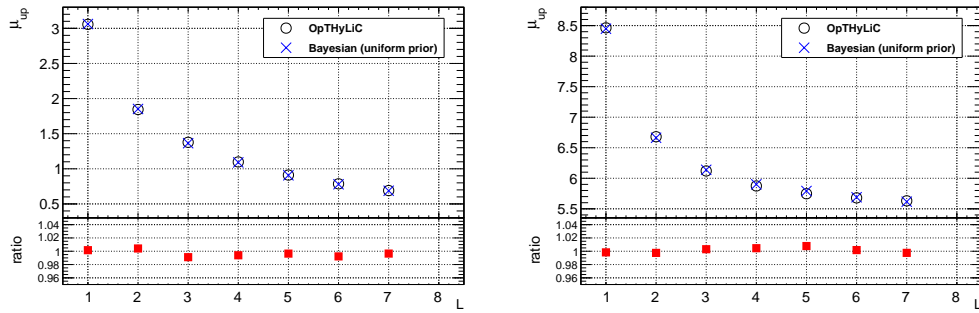 μup
3
2.5
2
1.5
1
0.5
OpTHyLiC
Bayesian (uniform prior)
ratio
1.04
1.02
1
0.98
0.96
1 2 3 4 5 6 7 8
L
μup
8.5
8
7.5
7
6.5
6
5.5
OpTHyLiC
Bayesian (uniform prior)
ratio
1.04
1.02
1
0.98
0.96
1 2 3 4 5 6 7 8
L